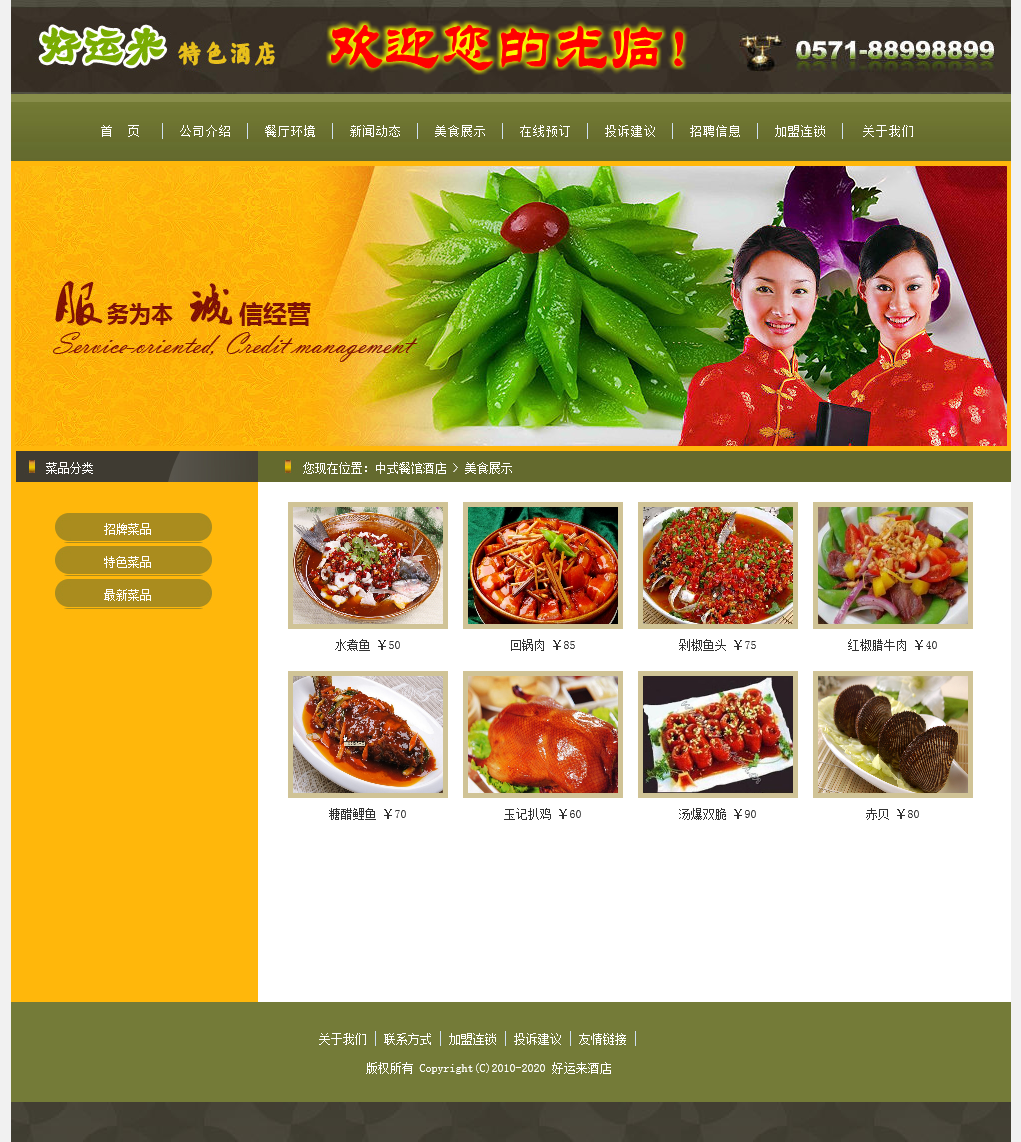 好运来 特色酒店 欢迎您的光临! 0571-88998899
首 页 公司介绍 餐厅环境 新闻动态 美食展示 在线预订 投诉建议 招聘信息 加盟连锁 关于我们
服务为本 诚信经营
Service-oriented, Credit management
菜品分类
您现在位置：中式餐馆酒店 > 美食展示
招牌菜品
特色菜品
最新菜品
水煮鱼 ￥50 回锅肉 ￥85 剁椒鱼头 ￥75 红椒腊牛肉 ￥40
糖醋鲤鱼 ￥70 玉记扒鸡 ￥60 汤爆双脆 ￥90 赤贝 ￥80
关于我们 联系方式 加盟连锁 投诉建议 友情链接
版权所有 Copyright(C)2010-2020 好运来酒店